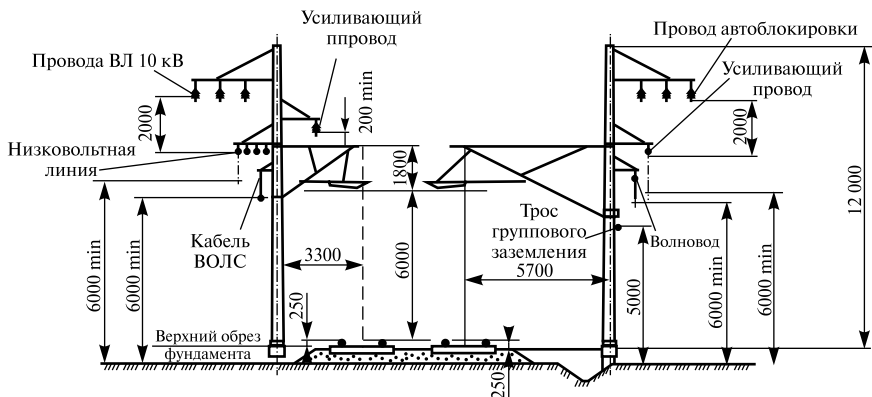 Усиливающий
ппровод
Провод автоблокировки
Провода ВЛ 10 кВ
Усиливающий
провод
200 min
2000
2000
Низковольтная
линия
1800
12 000
Кабель
ВОЛС
Трос
группового
заземления
Волновод
3300
5700
6000 min
6000 min
6000
5000
6000 min
6000 min
250
Верхний обрез
фундамента
250